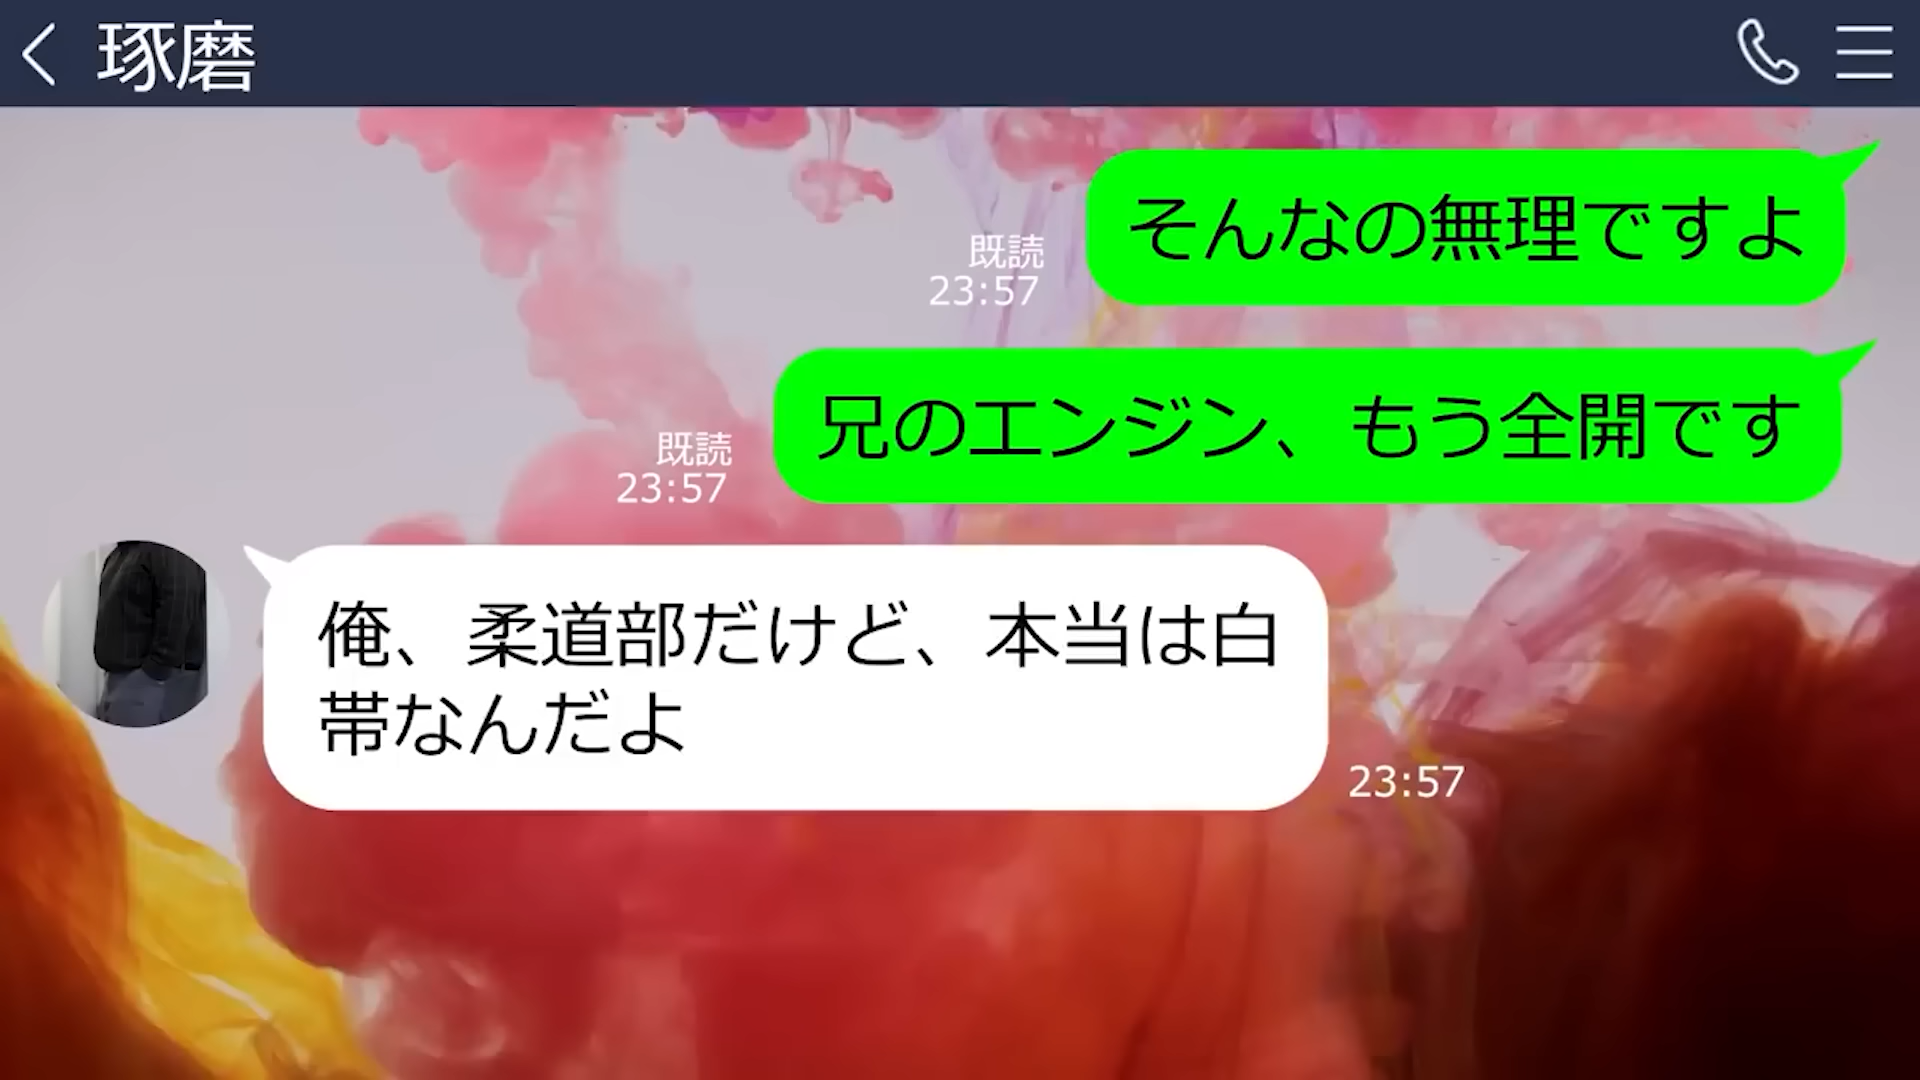 琢磨
そんなの無理ですよ
既読
23:57
兄のエンジン、もう全開です
既読
23:57
俺、柔道部だけど、本当は白
帯なんだよ
23:57